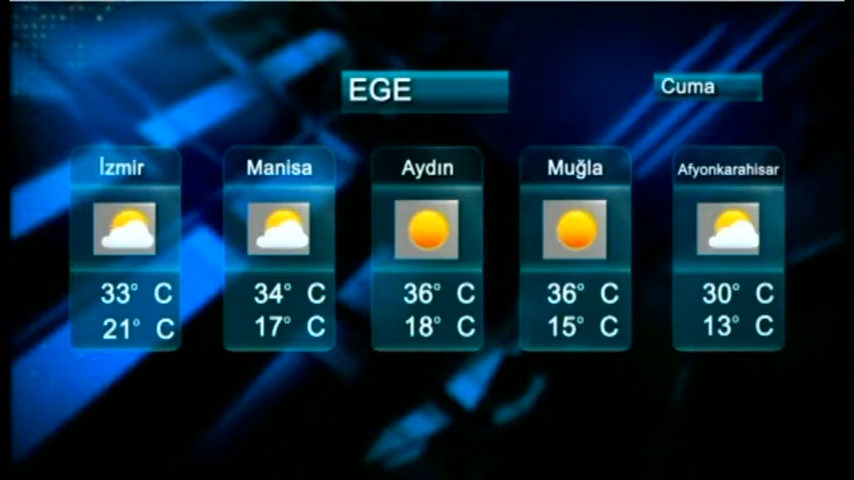 EGE
Cuma
İzmir
33° C
21° C
Manisa
34° C
17° C
Aydın
36° C
18° C
Muğla
36° C
15° C
Afyonkarahisar
30° C
13° C